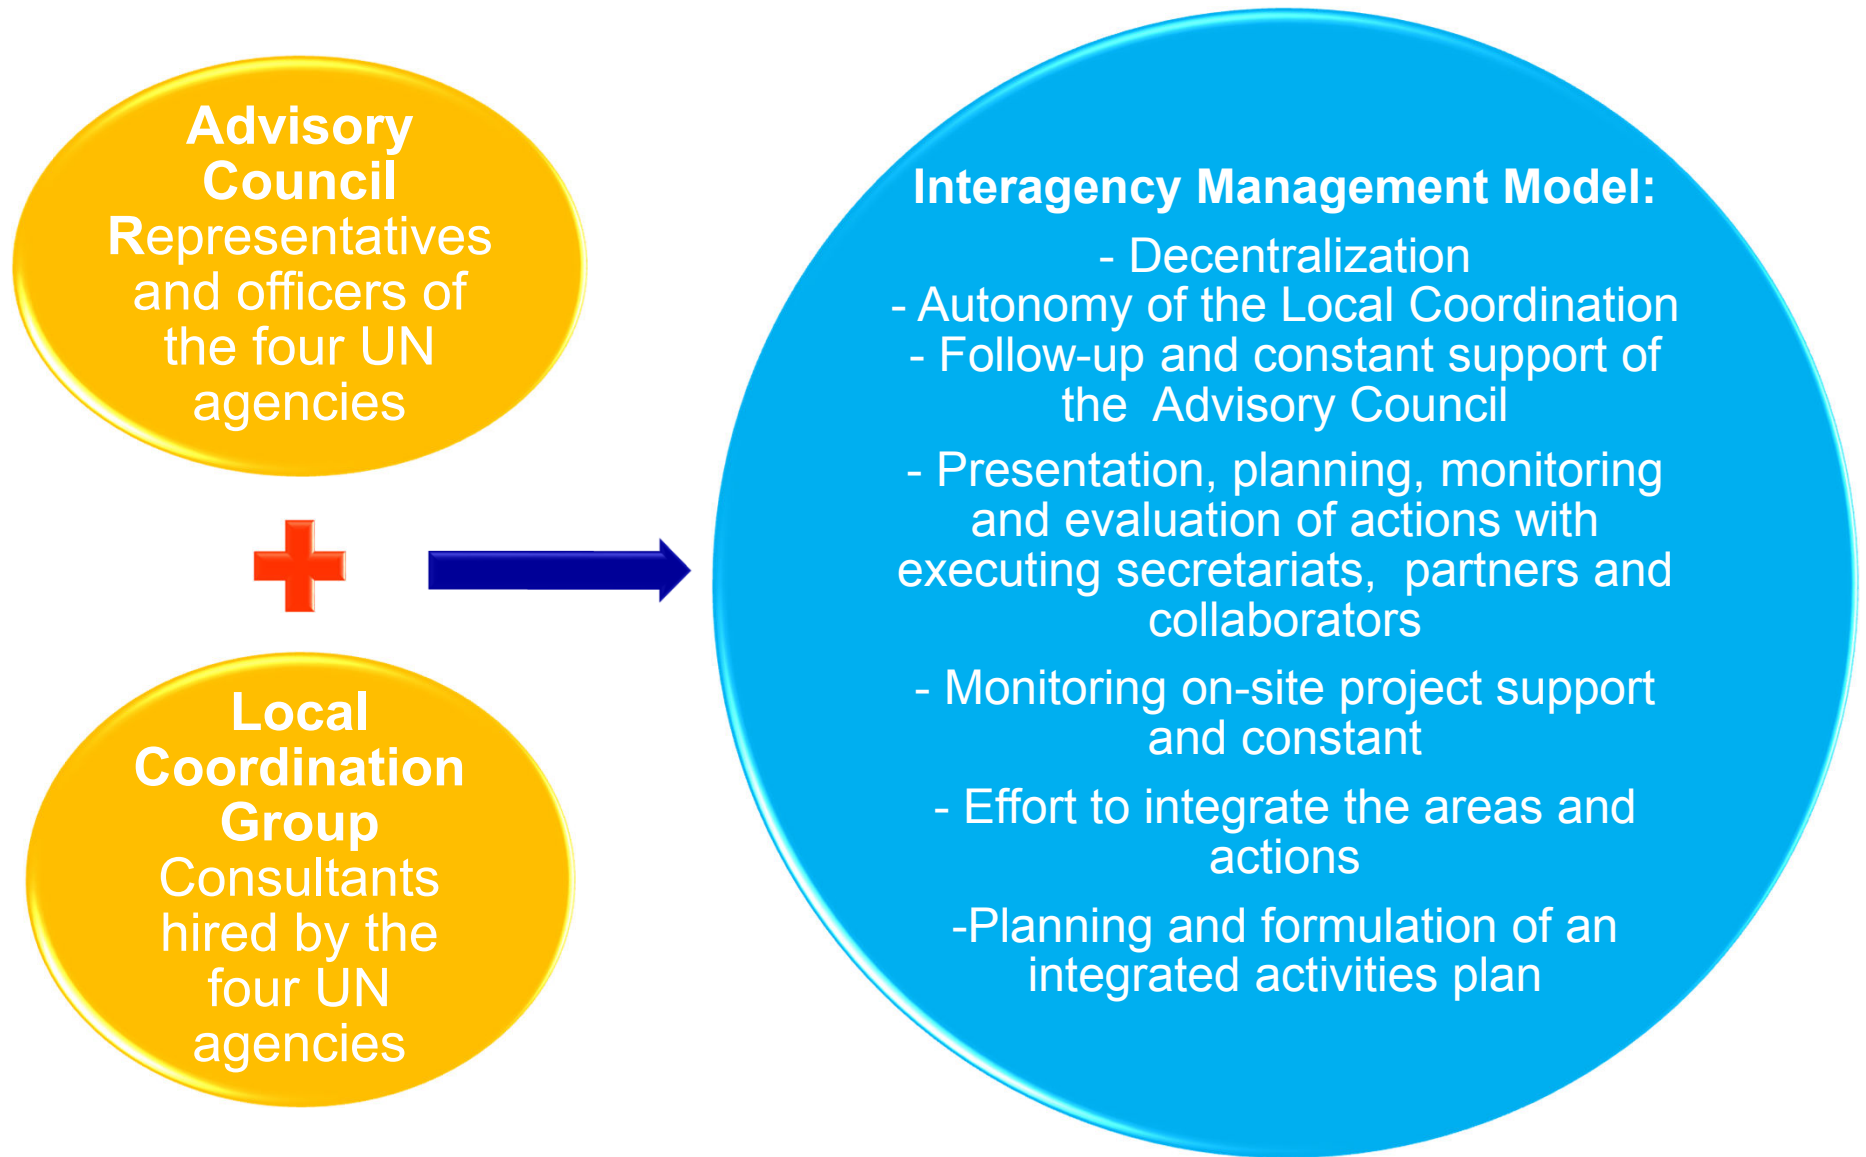 Advisory
Council
Representatives
and officers of
the four UN
agencies
Local
Coordination
Group
Consultants
hired by the
four UN
agencies
Interagency Management Model:
- Decentralization
- Autonomy of the Local Coordination
- Follow-up and constant support of
the  Advisory Council
- Presentation, planning, monitoring
and evaluation of actions with
executing secretariats,  partners and
collaborators
- Monitoring on-site project support
and constant
- Effort to integrate the areas and
actions
-Planning and formulation of an
integrated activities plan